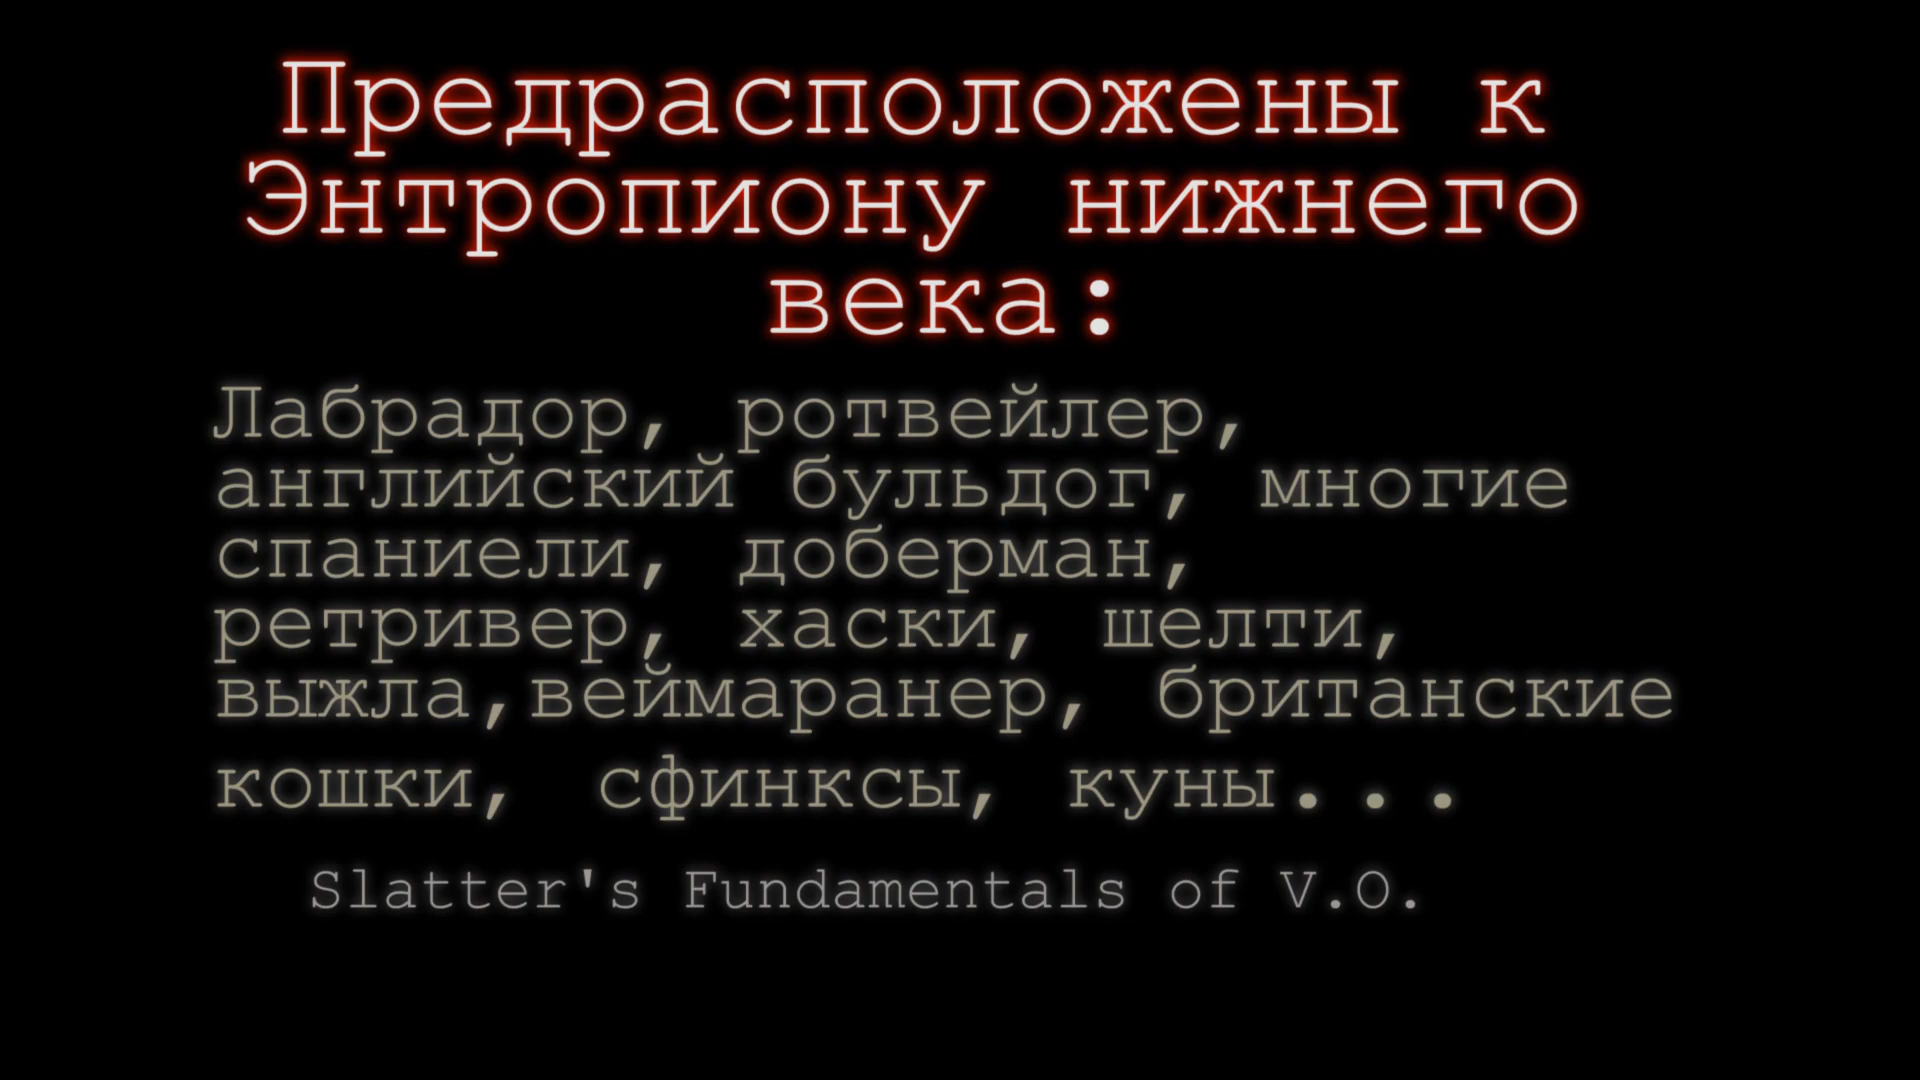 Предрасположены к
Энтропиону нижнего
века:
Лабрадор, ротвейлер,
английский бульдог, многие
спаниели, доберман,
ретривер, хаски, шелти,
выжла,веймаранер, британские
кошки, сфинксы, куны...
Slatter's Fundamentals of V.O.